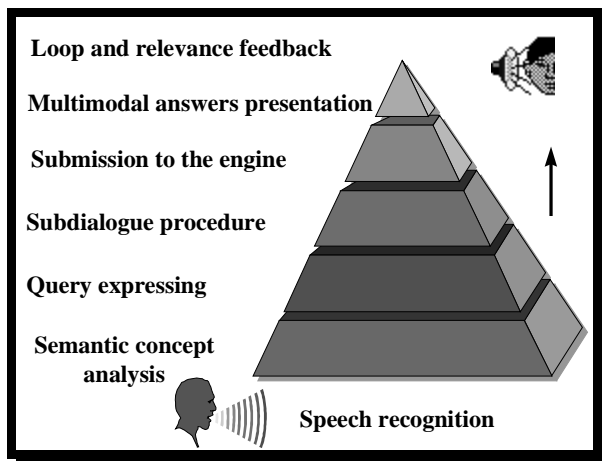 Loop and relevance feedback
Multimodal answers presentation
Submission to the engine
Subdialogue procedure
Query expressing
Semantic concept
analysis
Speech recognition